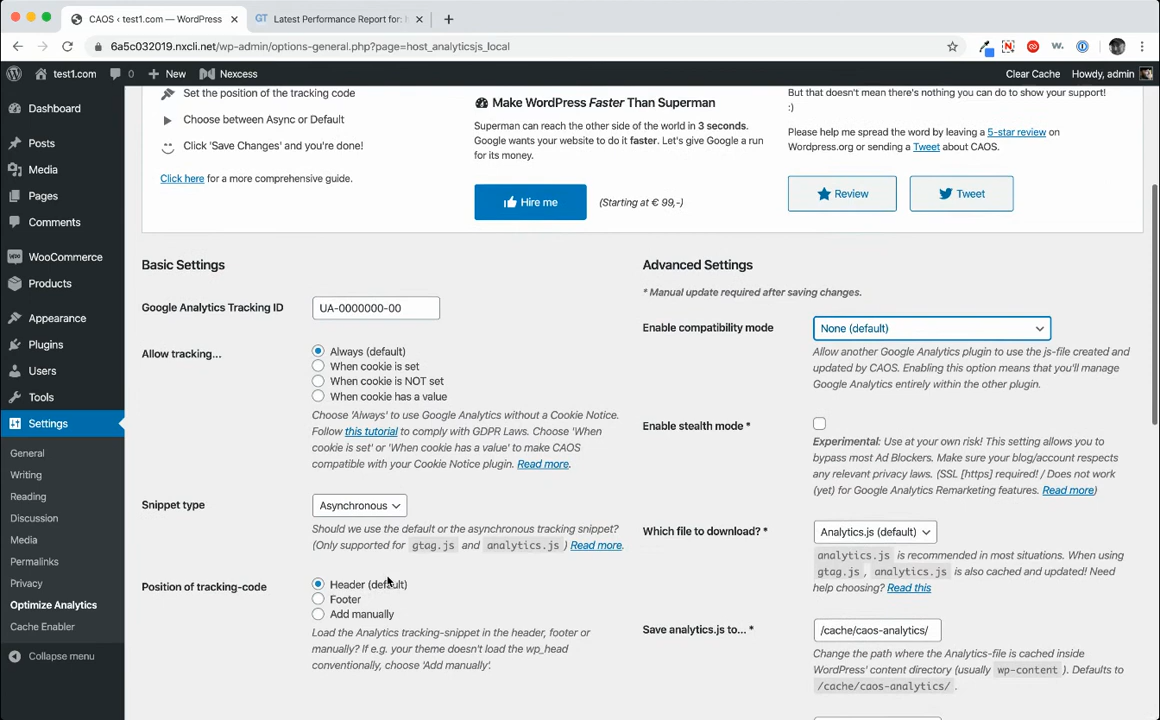 CAOS ‹ test1.com — WordPress
GT Latest Performance Report for: h
6a5c032019.nxcli.net/wp-admin/options-general.php?page=host_analyticsjs_local
test1.com
0
New
Nexcess
Clear Cache
Howdy, admin
Dashboard
Posts
Media
Pages
Comments
WooCommerce
Products
Appearance
Plugins
Users
Tools
Settings
General
Writing
Reading
Discussion
Media
Permalinks
Privacy
Optimize Analytics
Cache Enabler
Collapse menu
Set the position of the tracking code
Choose between Async or Default
Click 'Save Changes' and you're done!
Click here for a more comprehensive guide.
Make WordPress Faster Than Superman
Superman can reach the other side of the world in 3 seconds.
Google wants your website to do it faster. Let's give Google a run
for its money.
Hire me
(Starting at € 99,-)
But that doesn't mean there's nothing you can do to show your support!
:)
Please help me spread the word by leaving a 5-star review on
Wordpress.org or sending a Tweet about CAOS.
Review
Tweet
Basic Settings
Google Analytics Tracking ID
UA-0000000-00
Allow tracking...
Always (default)
When cookie is set
When cookie is NOT set
When cookie has a value
Choose 'Always' to use Google Analytics without a Cookie Notice.
Follow this tutorial to comply with GDPR Laws. Choose 'When
cookie is set' or 'When cookie has a value' to make CAOS
compatible with your Cookie Notice plugin. Read more.
Snippet type
Asynchronous
Should we use the default or the asynchronous tracking snippet?
(Only supported for gtag.js and analytics.js ) Read more.
Position of tracking-code
Header (default)
Footer
Add manually
Load the Analytics tracking-snippet in the header, footer or
manually? If e.g. your theme doesn't load the wp_head
conventionally, choose 'Add manually'.
Advanced Settings
* Manual update required after saving changes.
Enable compatibility mode
None (default)
Allow another Google Analytics plugin to use the js-file created and
updated by CAOS. Enabling this option means that you'll manage
Google Analytics entirely within the other plugin.
Enable stealth mode *
Experimental: Use at your own risk! This setting allows you to
bypass most Ad Blockers. Make sure your blog/account respects
any relevant privacy laws. (SSL [https] required! / Does not work
(yet) for Google Analytics Remarketing features. Read more)
Which file to download? *
Analytics.js (default)
analytics.js is recommended in most situations. When using
gtag.js , analytics.js is also cached and updated! Need
help choosing? Read this
Save analytics.js to... *
/cache/caos-analytics/
Change the path where the Analytics-file is cached inside
WordPress' content directory (usually wp-content ). Defaults to
/cache/caos-analytics/ .